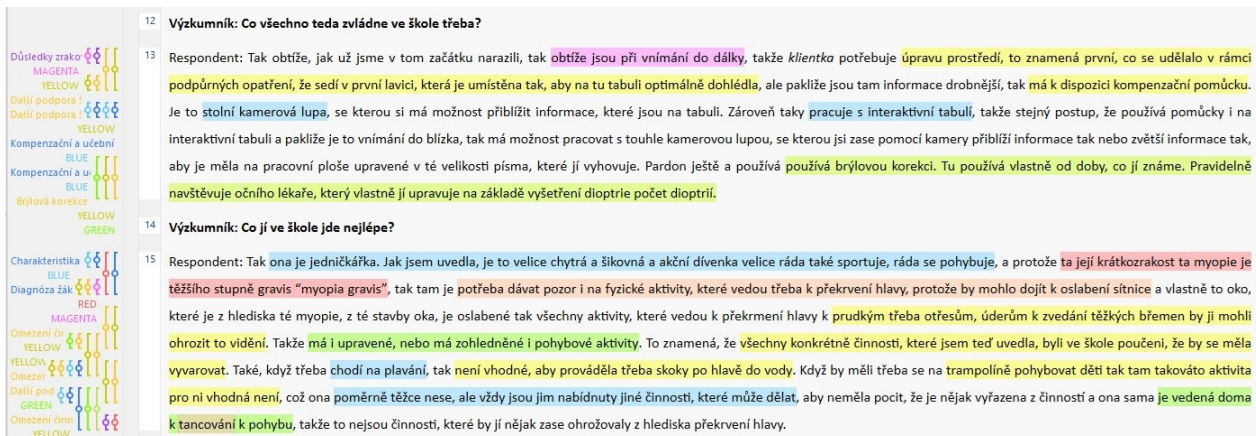 12 Výzkumník: Co všechno teda zvládne ve škole třeba?
Důsledky zrako
MAGENTA
YELLOW
Další podpora
Další podpora
YELLOW
Kompenzační a učební
BLUE
Kompenzační a u
BLUE
Brýlová korekce
YELLOW
GREEN
13 Respondent: Tak obtíže, jak už jsme v tom začátku narazili, tak obtíže jsou při vnímání do dálky, takže klientka potřebuje úpravu prostředí, to znamená první, co se udělalo v rámci
podpůrných opatření, že sedí v první lavici, která je umístěna tak, aby na tu tabuli optimálně dohlédla, ale pakliže jsou tam informace drobnější, tak má k dispozici kompenzační pomůcku.
Je to stolní kamerová lupa, se kterou si má možnost přiblížit informace, které jsou na tabuli. Zároveň taky pracuje s interaktivní tabulí, takže stejný postup, že používá pomůcky i na
interaktivní tabuli a pakliže je to vnímání do blízka, tak má možnost pracovat s touhle kamerovou lupou, se kterou jsi zase pomocí kamery přiblíží informace tak nebo zvětší informace tak,
aby je měla na pracovní ploše upravené v té velikosti písma, které jí vyhovuje. Pardon ještě a používá používá brýlovou korekci. Tu používá vlastně od doby, co jí známe. Pravidelně
navštěvuje očního lékaře, který vlastně jí upravuje na základě vyšetření dioptrie počet dioptrií.
14 Výzkumník: Co jí ve škole jde nejlépe?
Charakteristika
BLUE
Diagnóza žák
RED
MAGENTA
Omezení čir
YELLOW
YELLOW
Omezer
Další pod
GREEN
Omezení činn
YELLOW
15 Respondent: Tak ona je jedničkářka. Jak jsem uvedla, je to velice chytrá a šikovná a akční dívenka velice ráda také sportuje, ráda se pohybuje, a protože ta její krátkozrakost ta myopie je
těžšího stupně gravis “myopia gravis”, tak tam je potřeba dávat pozor i na fyzické aktivity, které vedou třeba k překrvení hlavy, protože by mohlo dojít k oslabení sítnice a vlastně to oko,
které je z hlediska té myopie, z té stavby oka, je oslabené tak všechny aktivity, které vedou k překrmení hlavy k prudkým třeba otřesům, úderům k zvedání těžkých břemen by ji mohli
ohrozit to vidění. Takže má i upravené, nebo má zohledněné i pohybové aktivity. To znamená, že všechny konkrétně činnosti, které jsem teď uvedla, byli ve škole poučeni, že by se měla
vyvarovat. Také, když třeba chodí na plavání, tak není vhodné, aby prováděla třeba skoky po hlavě do vody. Když by měli třeba se na trampolíně pohybovat děti tak tam takováto aktivita
pro ni vhodná není, což ona poměrně těžce nese, ale vždy jsou jim nabídnuty jiné činnosti, které může dělat, aby neměla pocit, že je nějak vyřazena z činností a ona sama je vedená doma
k tancování k pohybu, takže to nejsou činnosti, které by jí nějak zase ohrožovaly z hlediska překrvení hlavy.